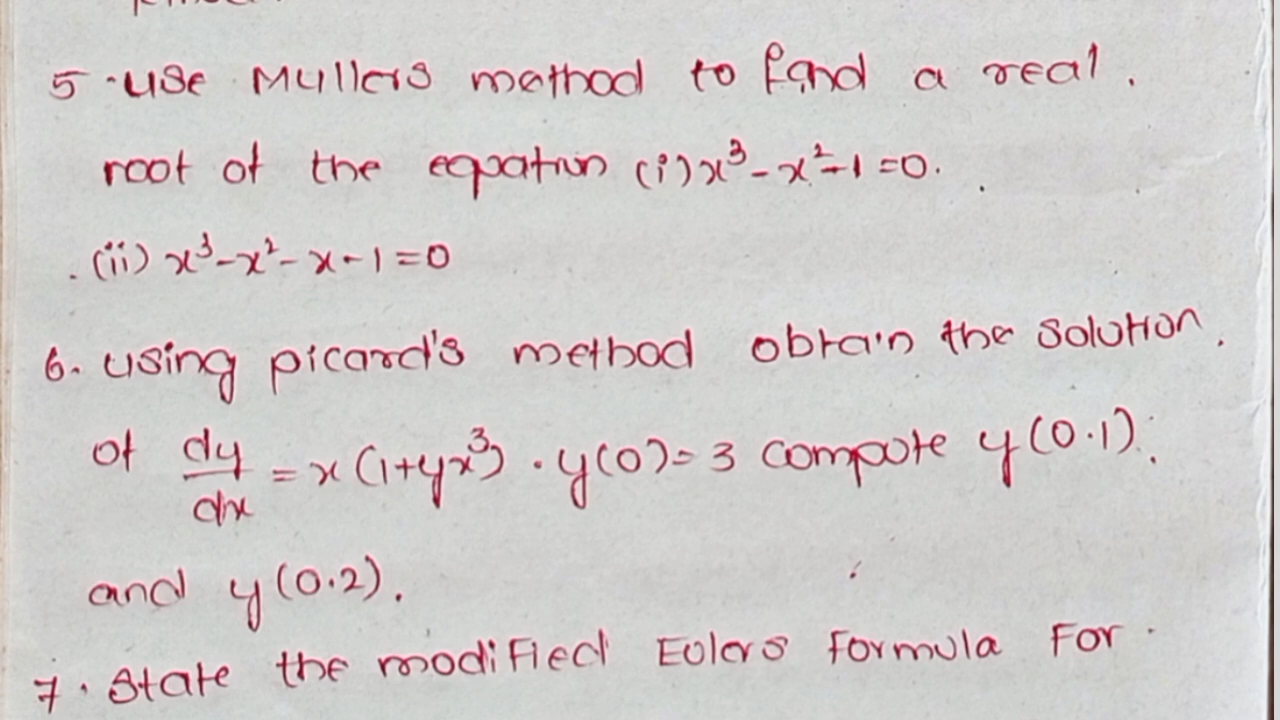 5. Use Mullers method to find a real.
root of the equation (i) x³-x²-1=0.
(ii) x³-x²-x-1=0
6. Using picard's method obtain the solution.
of dy/dx = x(1+yx³). y(0)=3 compute y(0.1).
and y(0.2).
7. State the modified Eulers formula For